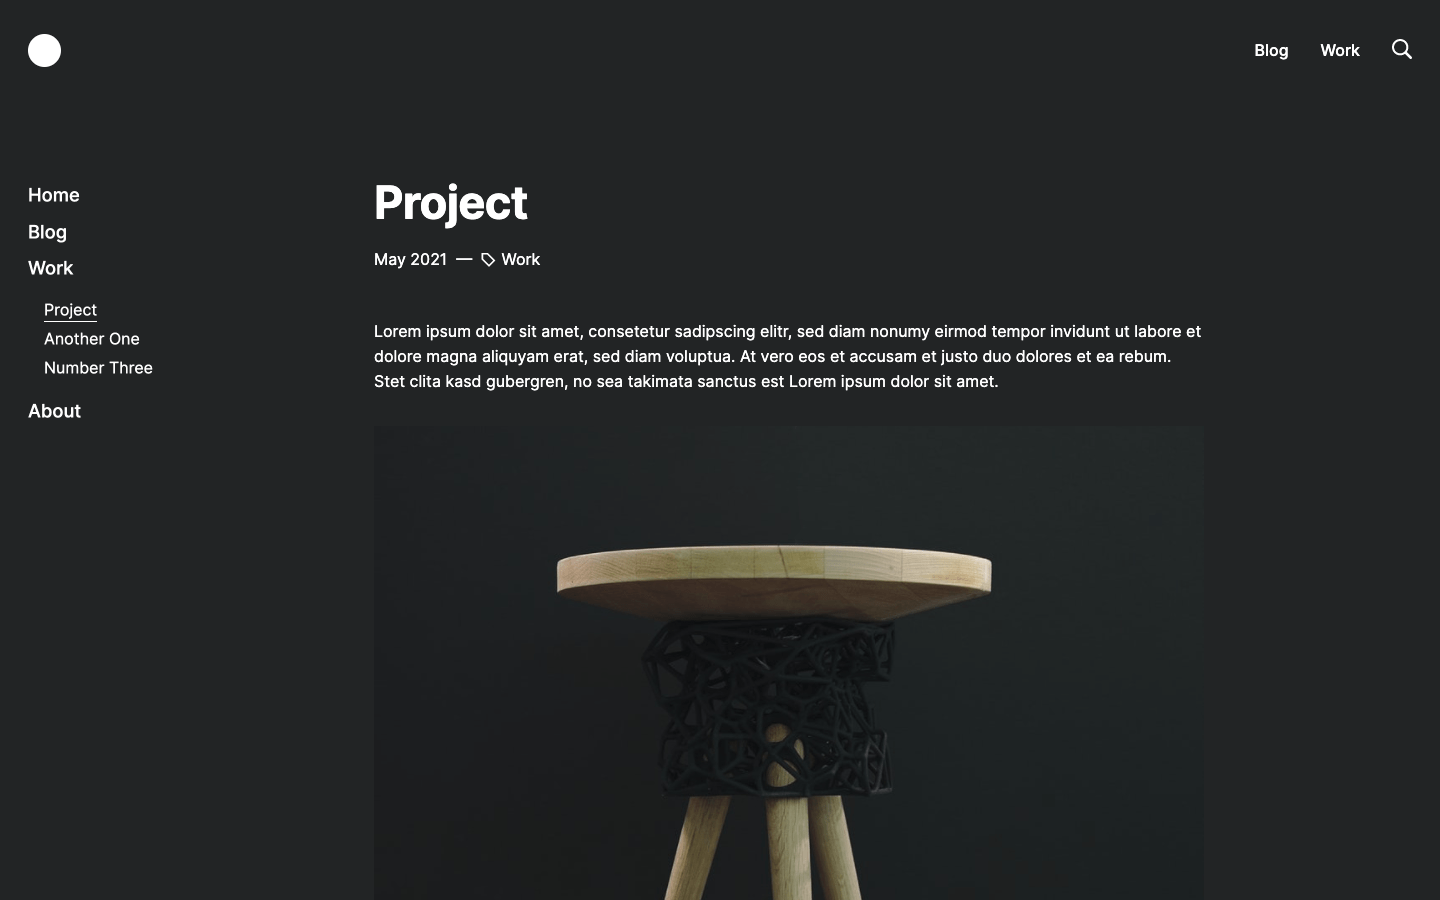 Blog
Work
Home
Blog
Work
Project
Another One
Number Three
About
Project
May 2021 — Work
Lorem ipsum dolor sit amet, consetetur sadipscing elitr, sed diam nonumy eirmod tempor invidunt ut labore et
dolore magna aliquyam erat, sed diam voluptua. At vero eos et accusam et justo duo dolores et ea rebum.
Stet clita kasd gubergren, no sea takimata sanctus est Lorem ipsum dolor sit amet.